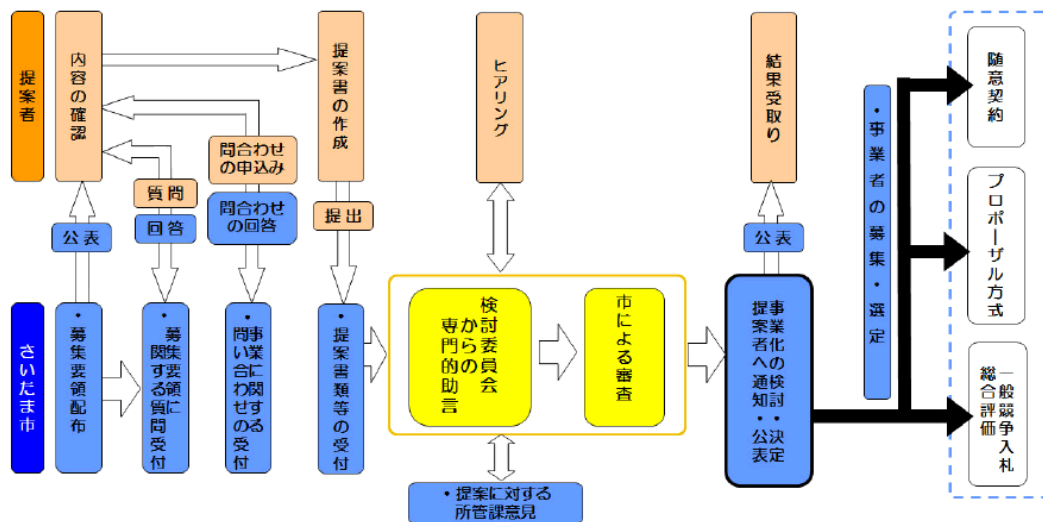 提案者
内容の確認
提案書の作成
ヒアリング
結果受取り
問合わせ
の申込み
問合わせ
の回答
質問
回答
提出
公表
公表
・事業者の募集・選定
随意契約
プロポーザル方式
一般競争入札
総合評価
さいたま市
・募集要領配布
・募集要領に
関する質問受付
・事業に関する
問い合わせの受付
・提案書類等の受付
検討委員会
からの
専門的助言
市による審査
事業化の検討・決定
提案者へ通知・公表
・提案に対する
所管課意見